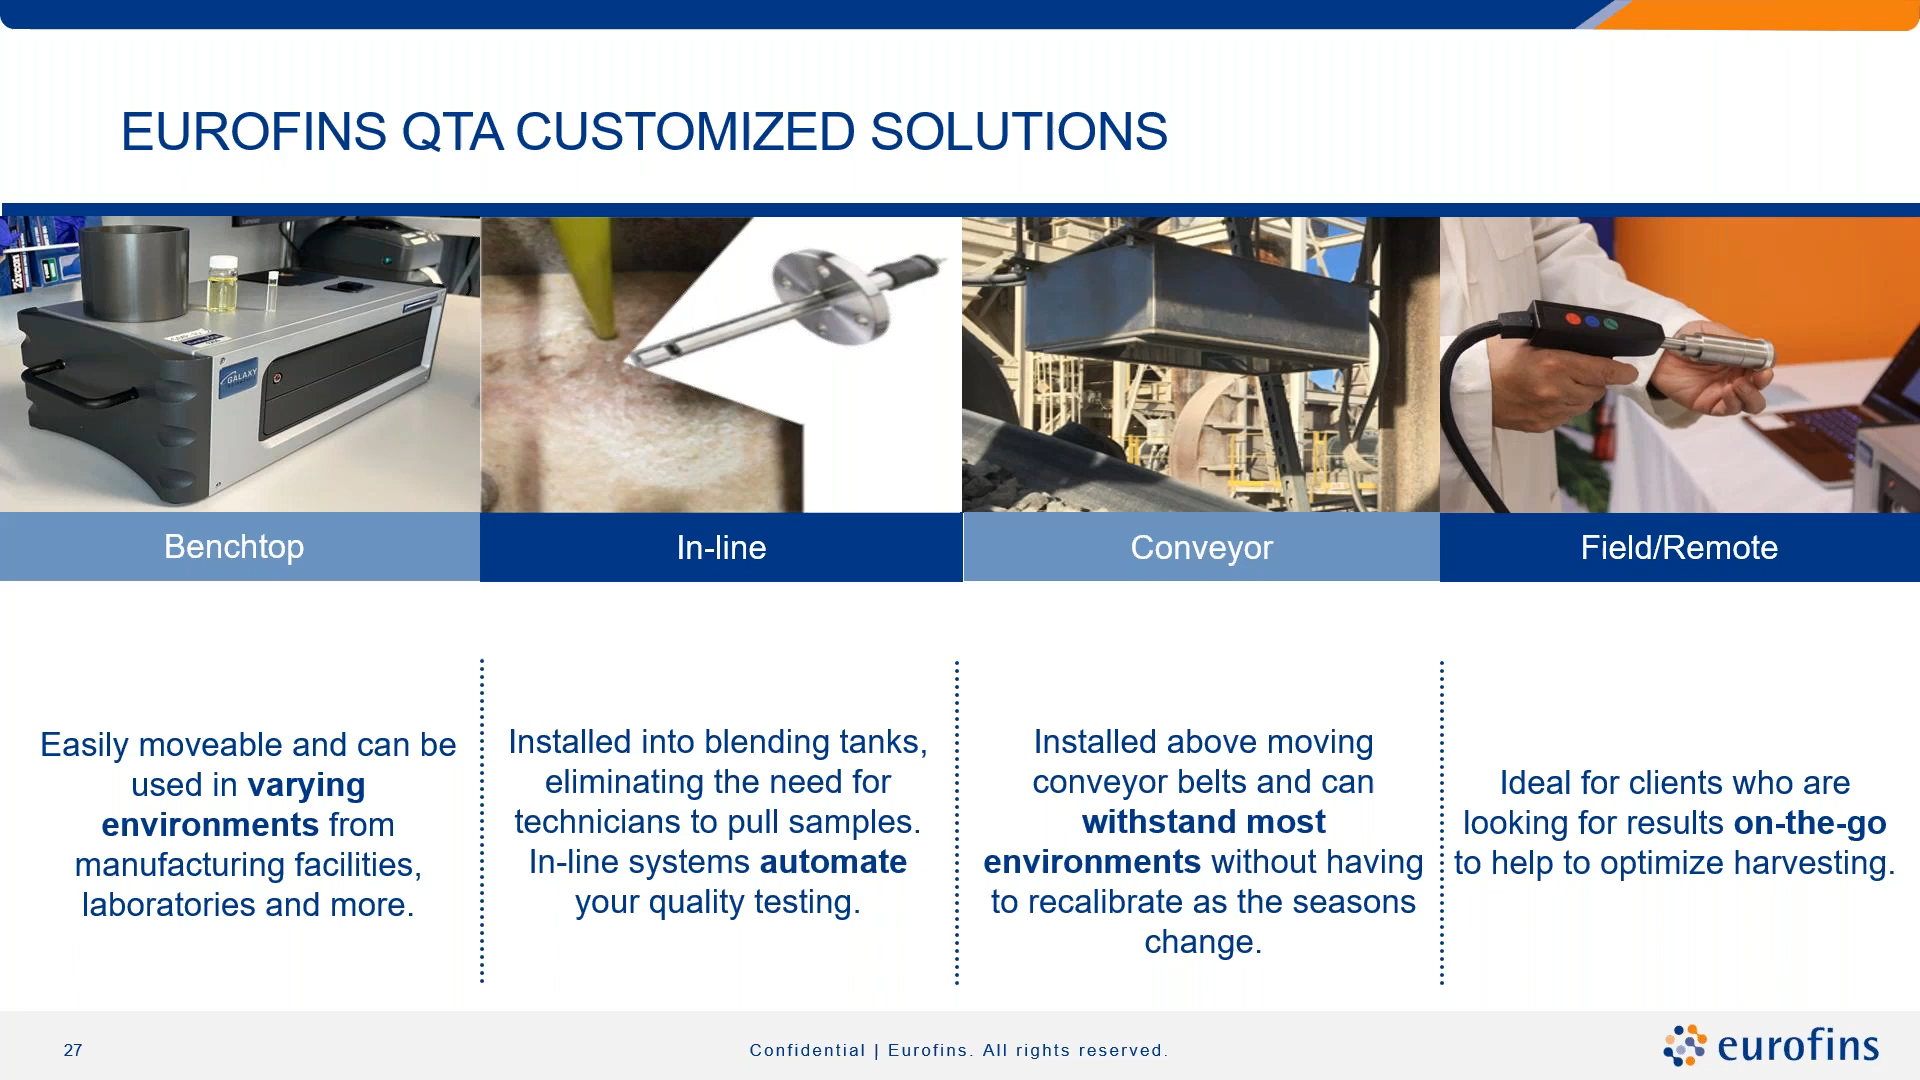 EUROFINS QTA CUSTOMIZED SOLUTIONS
Zircon
GALAXY
Benchtop
In-line
Conveyor
Field/Remote
Easily moveable and can be
used in varying
environments from
manufacturing facilities,
laboratories and more.
Installed into blending tanks,
eliminating the need for
technicians to pull samples.
In-line systems automate
your quality testing.
Installed above moving
conveyor belts and can
withstand most
environments without having
to recalibrate as the seasons
change.
Ideal for clients who are
looking for results on-the-go
to help to optimize harvesting.
27
Confidential | Eurofins. All rights reserved.
eurofins